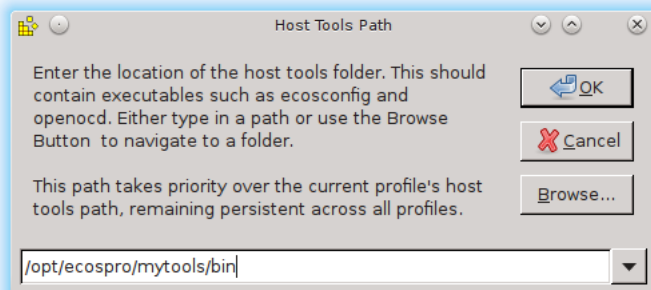 Host Tools Path
Enter the location of the host tools folder. This should
contain executables such as ecosconfig and
openocd. Either type in a path or use the Browse
Button to navigate to a folder.
This path takes priority over the current profile's host
tools path, remaining persistent across all profiles.
OK
Cancel
Browse...
/opt/ecospro/mytools/bin